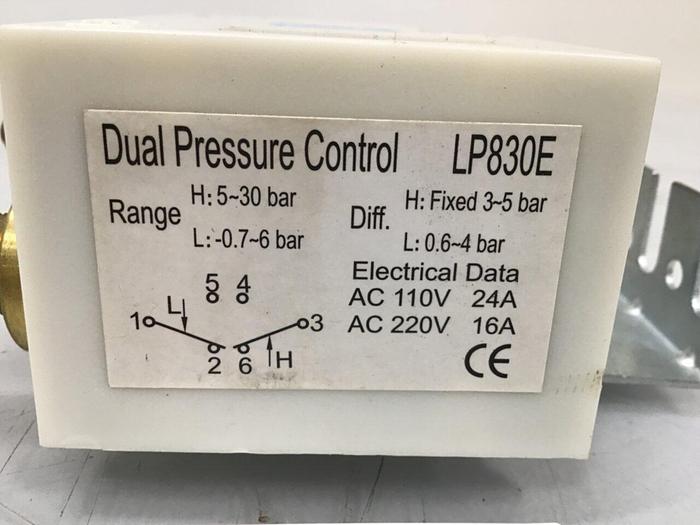 Dual Pressure Control LP830E
Range H: 5~30 bar Diff. H: Fixed 3~5 bar
L: -0.7~6 bar L: 0.6~4 bar
Electrical Data
AC 110V 24A
AC 220V 16A
CE
5 4
L
1 3
2 6 H